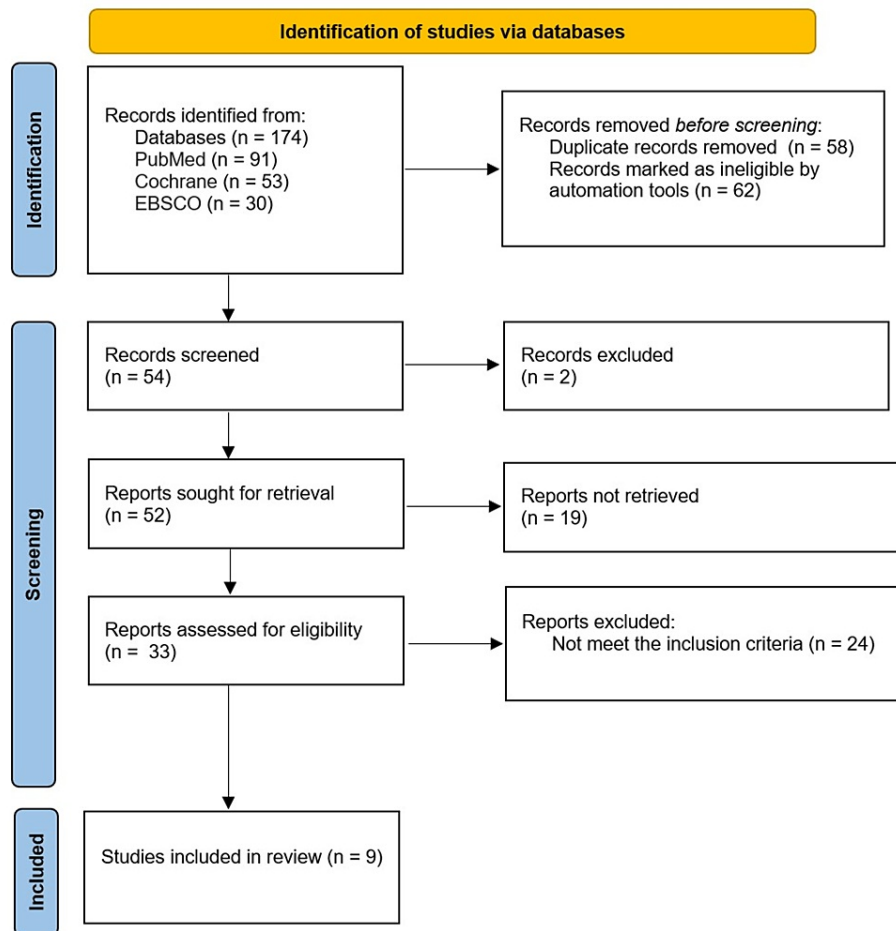 Identification of studies via databases
Identification
Records identified from:
Databases (n = 174)
PubMed (n = 91)
Cochrane (n = 53)
EBSCO (n = 30)
Records removed before screening:
Duplicate records removed (n = 58)
Records marked as ineligible by
automation tools (n = 62)
Screening
Records screened
(n = 54)
Records excluded
(n = 2)
Reports sought for retrieval
(n = 52)
Reports not retrieved
(n = 19)
Reports assessed for eligibility
(n = 33)
Reports excluded:
Not meet the inclusion criteria (n = 24)
Included
Studies included in review (n = 9)